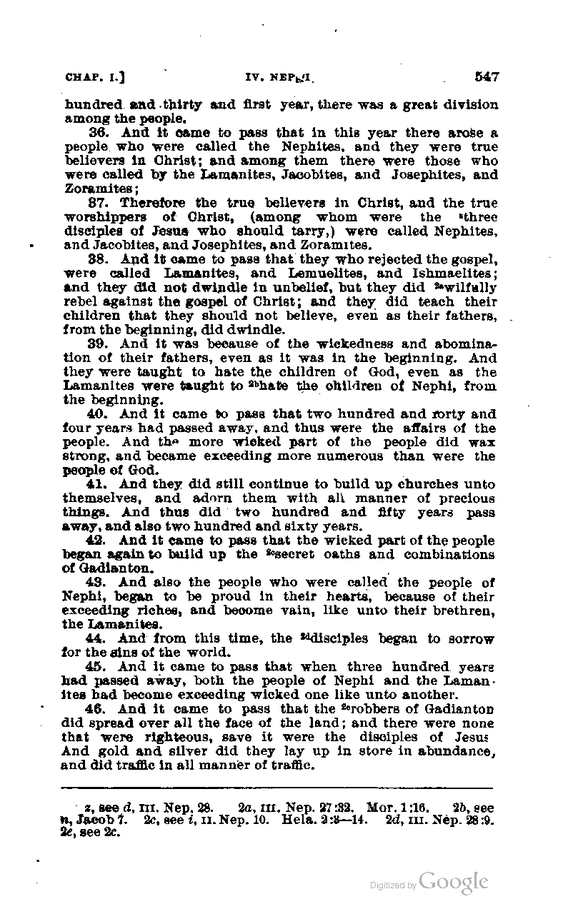 CHAP. I.] IV. NEPHI. 547
hundred and thirty and first year, there was a great division
among the people.
36. And it came to pass that in this year there arose a
people who were called the Nephites, and they were true
believers in Christ; and among them there were those who
were called by the Lamanites, Jacobites, and Josephites, and
Zoramites;
37. Therefore the true believers in Christ, and the true
worshippers of Christ, (among whom were the ᶻthree
disciples of Jesus who should tarry,) were called Nephites,
and Jacobites, and Josephites, and Zoramites.
38. And it came to pass that they who rejected the gospel,
were called Lamanites, and Lemuelites, and Ishmaelites;
and they did not dwindle in unbelief, but they did ²ᵃwilfully
rebel against the gospel of Christ; and they did teach their
children that they should not believe, even as their fathers,
from the beginning, did dwindle.
39. And it was because of the wickedness and abomina-
tion of their fathers, even as it was in the beginning. And
they were taught to hate the children of God, even as the
Lamanites were taught to ²ᵇhate the children of Nephi, from
the beginning.
40. And it came to pass that two hundred and forty and
four years had passed away, and thus were the affairs of the
people. And the more wicked part of the people did wax
strong, and became exceeding more numerous than were the
people of God.
41. And they did still continue to build up churches unto
themselves, and adorn them with all manner of precious
things. And thus did two hundred and fifty years pass
away, and also two hundred and sixty years.
42. And it came to pass that the wicked part of the people
began again to build up the ²ᶜsecret oaths and combinations
of Gadianton.
43. And also the people who were called the people of
Nephi, began to be proud in their hearts, because of their
exceeding riches, and become vain, like unto their brethren,
the Lamanites.
44. And from this time, the ²ᵈdisciples began to sorrow
for the sins of the world.
45. And it came to pass that when three hundred years
had passed away, both the people of Nephi and the Laman-
ites had become exceeding wicked one like unto another.
46. And it came to pass that the ²ᵉrobbers of Gadianton
did spread over all the face of the land; and there were none
that were righteous, save it were the disciples of Jesus
And gold and silver did they lay up in store in abundance,
and did traffic in all manner of traffic.
z, see d, III. Nep. 28. 2a, III. Nep. 27:32. Mor. 1:16. 2b, see
n, Jacob 7. 2c, see i, II. Nep. 10. Hela. 2:3—14. 2d, III. Nep. 28:9.
2e, see 2c.
Digitized by Google